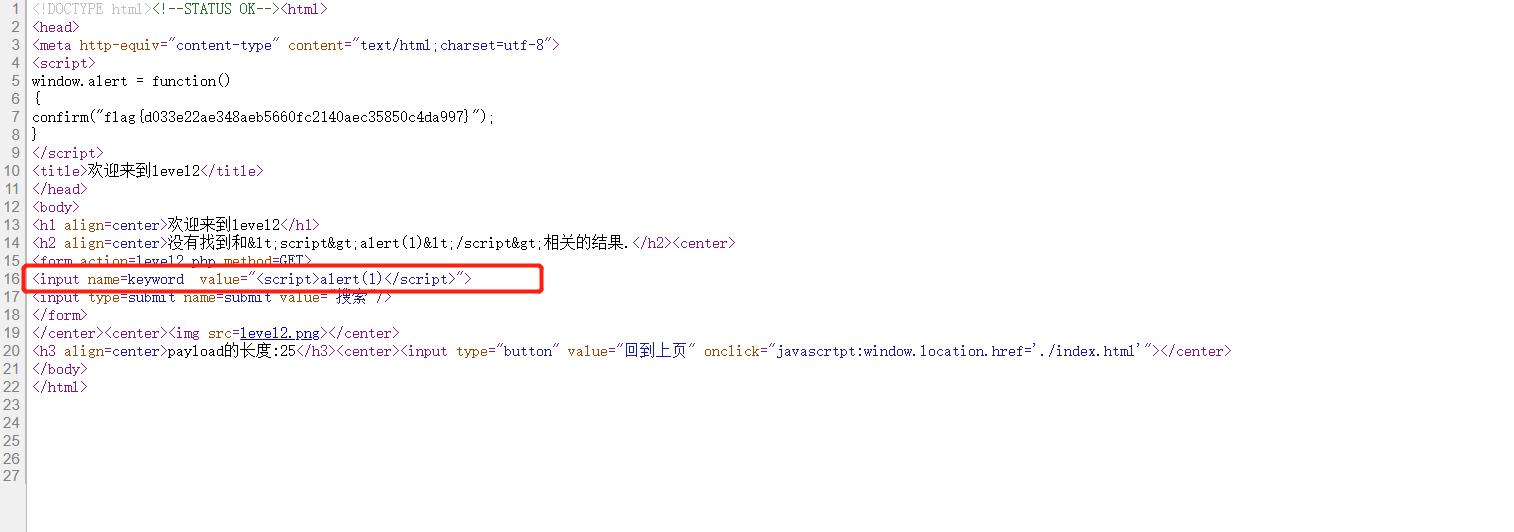 1 <!DOCTYPE html><!--STATUS OK--><html>
2 <head>
3 <meta http-equiv="content-type" content="text/html;charset=utf-8">
4 <script>
5 window.alert = function()
6 {
7 confirm("flag{d033e22ae348aeb5660fc2140aec35850c4da997}");
8 }
9 </script>
10 <title>欢迎来到level2</title>
11 </head>
12 <body>
13 <h1 align=center>欢迎来到level2</h1>
14 <h2 align=center>没有找到和&lt;script&gt;alert(1)&lt;/script&gt;相关的结果.</h2><center>
15 <form action=level2.php method=GET>
16 <input name=keyword  value="<script>alert(1)</script>">
17 <input type=submit name=submit value="搜索"/>
18 </form>
19 </center><center><img src=level2.png></center>
20 <h3 align=center>payload的长度:25</h3><center><input type="button" value="回到上页" onclick="javascrtpt:window.location.href='./index.html'"></center>
21 </body>
22 </html>
23
24
25
26
27